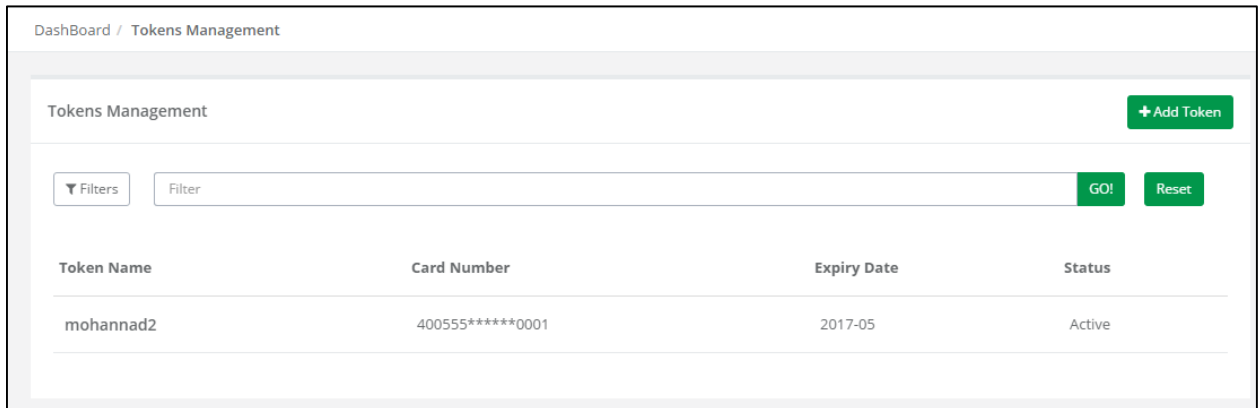 DashBoard / Tokens Management
Tokens Management
+ Add Token
Filters
Filter
GO!
Reset
Token Name Card Number Expiry Date Status
mohannad2 400555******0001 2017-05 Active